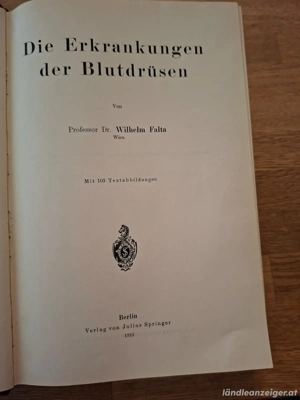 Die Erkrankungen
der Blutdrüsen
Von
Professor Dr. Wilhelm Falta
Wien
Mit 103 Textabbildungen
Berlin
Verlag von Julius Springer
1913
ländleanzeiger.at